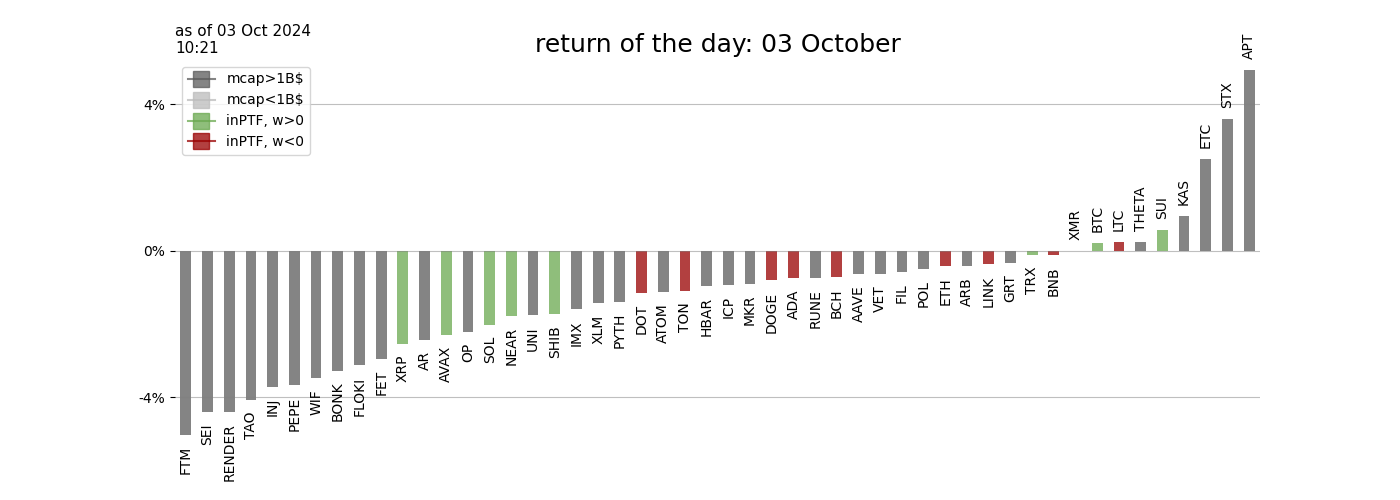 as of 03 Oct 2024
10:21
return of the day: 03 October
mcap>1B$
mcap<1B$
inPTF, w>0
inPTF, w<0
4%
0%
-4%
FTM
SEI
RENDER
TAO
INJ
PEPE
WIF
BONK
FLOKI
FET
XRP
AR
AVAX
OP
SOL
NEAR
UNI
SHIB
IMX
XLM
PYTH
DOT
ATOM
TON
HBAR
ICP
MKR
DOGE
ADA
RUNE
BCH
AAVE
VET
FIL
POL
ETH
ARB
LINK
GRT
TRX
BNB
XMR
BTC
LTC
THETA
SUI
KAS
ETC
STX
APT